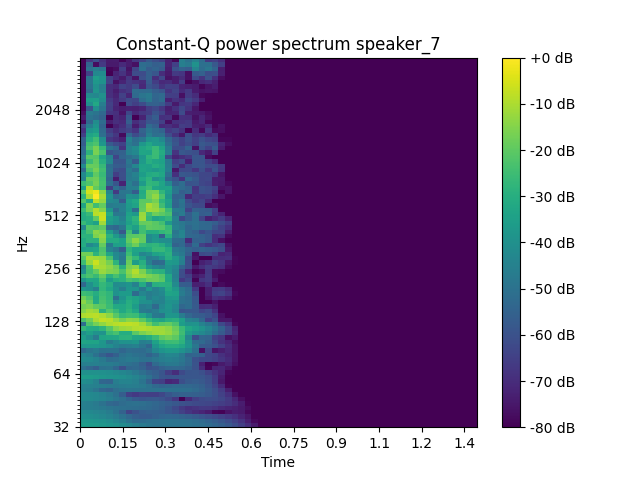 Constant-Q power spectrum speaker_7
+0 dB
-10 dB
-20 dB
-30 dB
-40 dB
-50 dB
-60 dB
-70 dB
-80 dB
Hz
2048
1024
512
256
128
64
32
0 0.15 0.3 0.45 0.6 0.75 0.9 1.1 1.2 1.4
Time